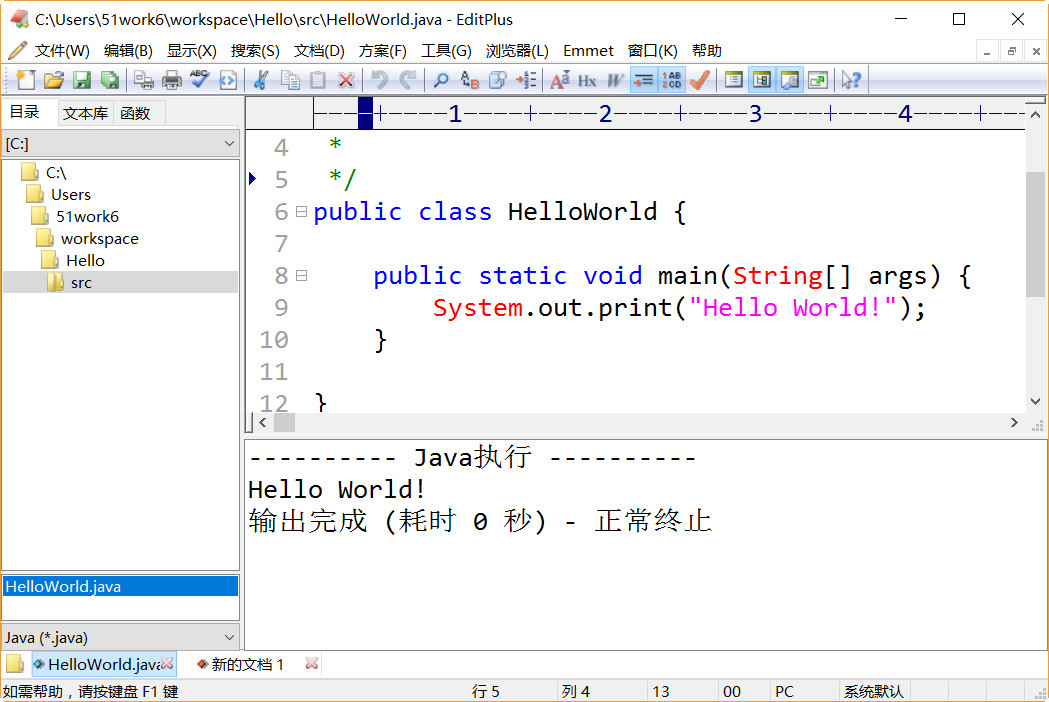 C:\Users\51work6\workspace\Hello\src\HelloWorld.java - EditPlus
文件(W) 编辑(B) 显示(X) 搜索(S) 文档(D) 方案(F) 工具(G) 浏览器(L) Emmet 窗口(K) 帮助
目录 文本库 函数
[C:]
C:\
Users
51work6
workspace
Hello
src
HelloWorld.java
Java (*.java)
----+----1----+----2----+----3----+----4----+--
4 *
5 */
6 public class HelloWorld {
7
8 public static void main(String[] args) {
9 System.out.print("Hello World!");
10 }
11
12 }
---------- Java执行 ----------
Hello World!
输出完成 (耗时 0 秒) - 正常终止
HelloWorld.java 新的文档 1
如需帮助，请按键盘 F1 键 行 5 列 4 13 00 PC 系统默认